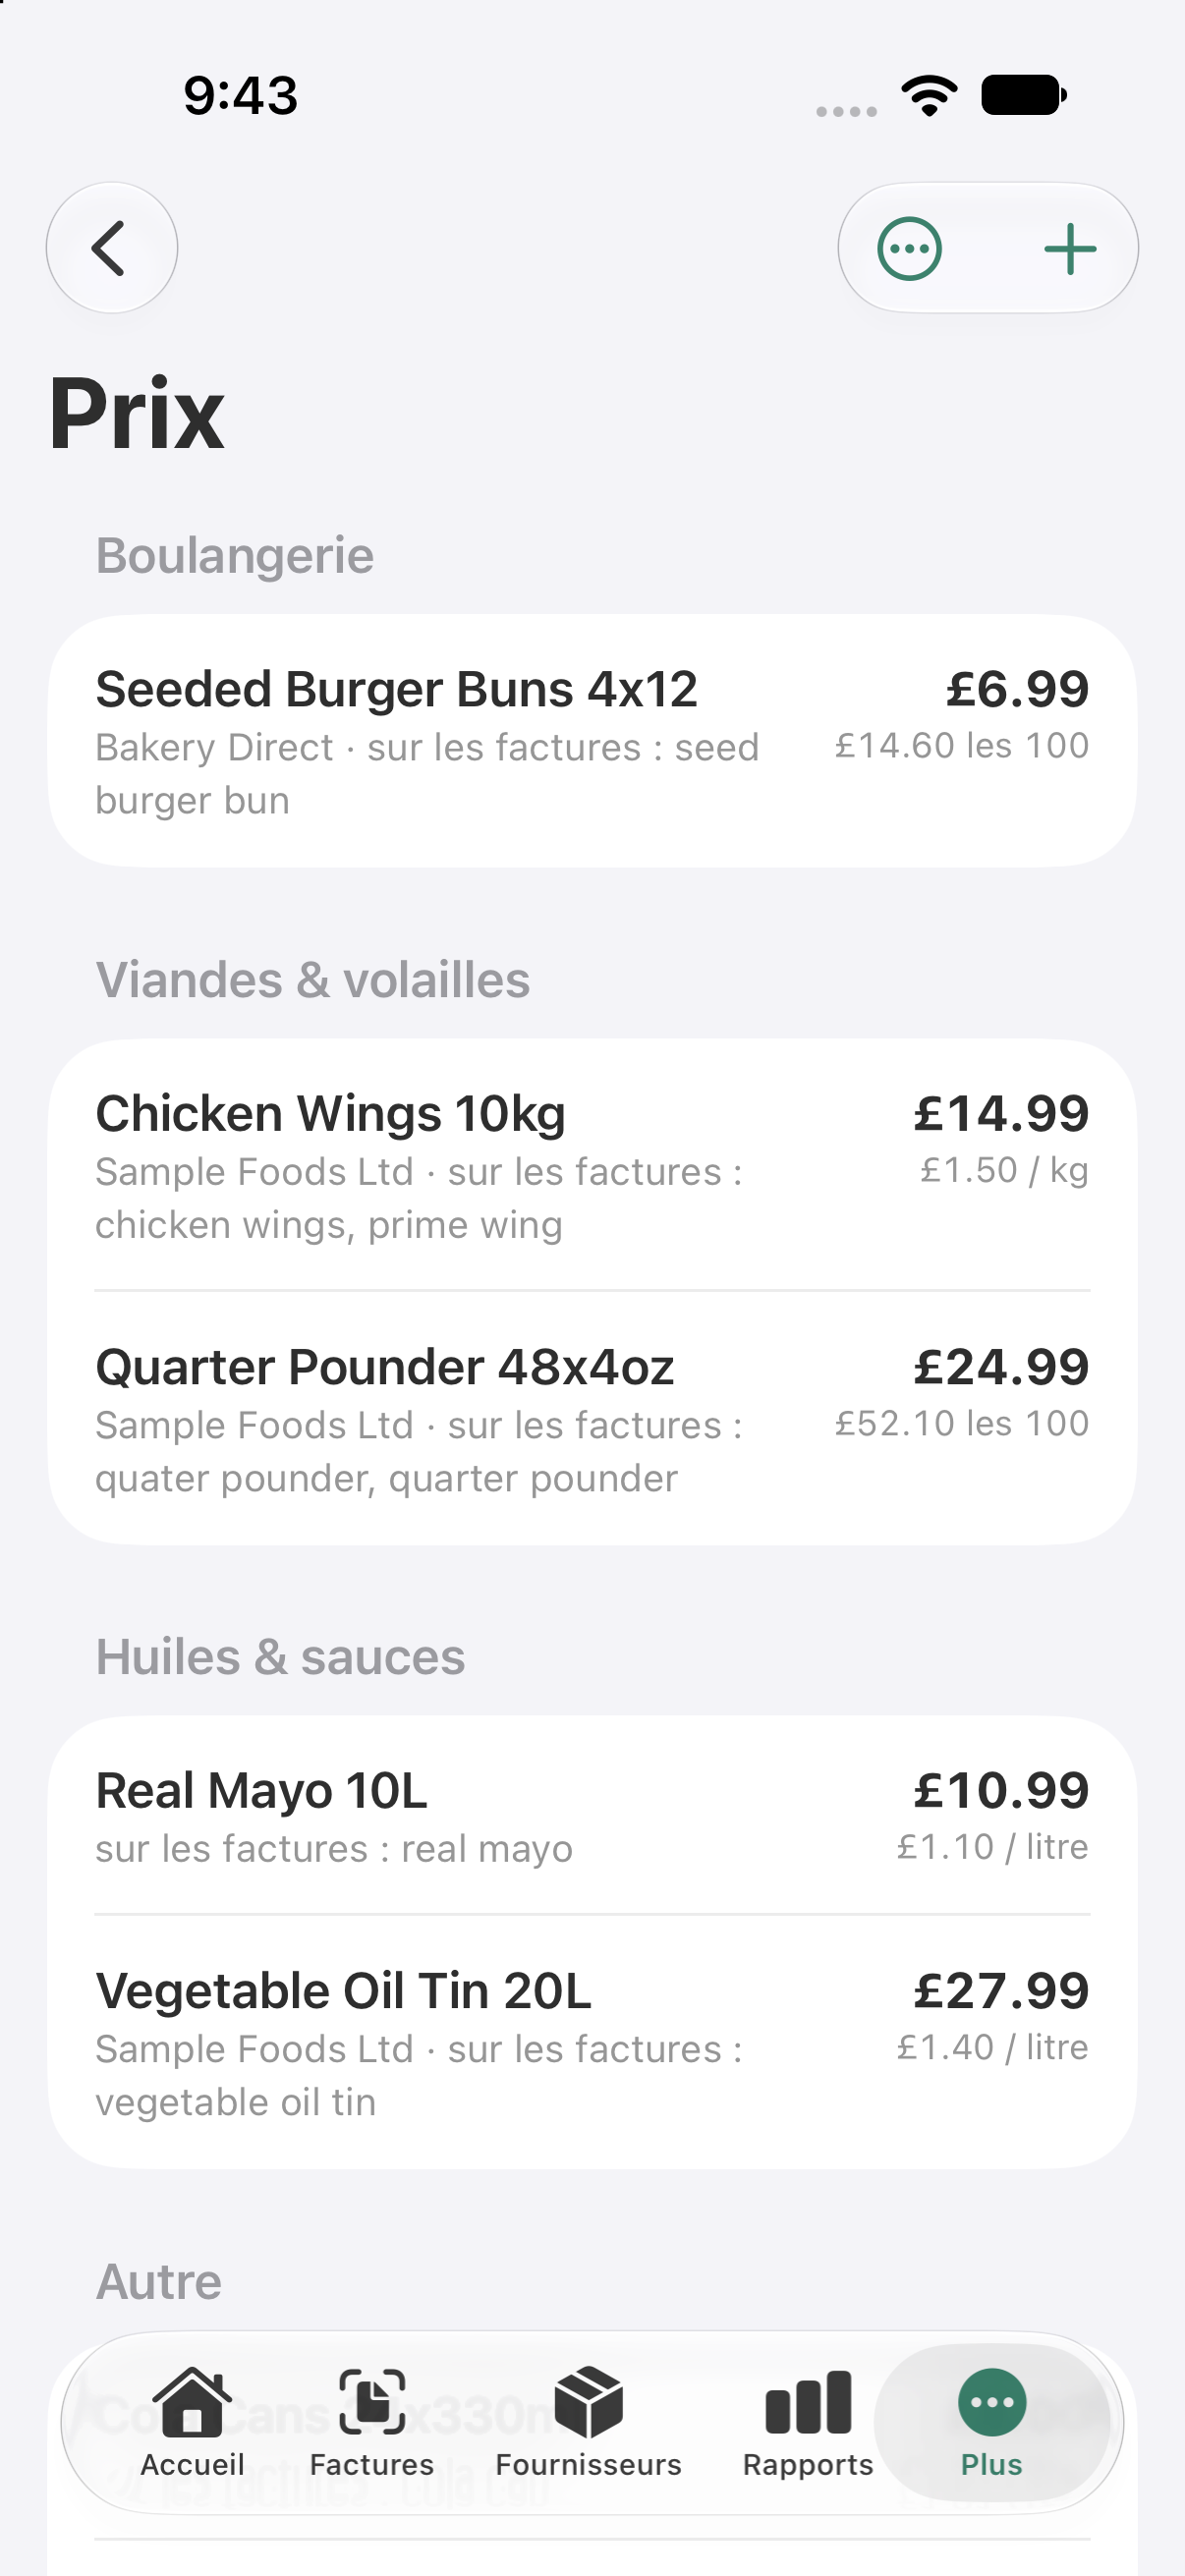 9:43
Prix
Boulangerie
Seeded Burger Buns 4x12
£6.99
Bakery Direct · sur les factures : seed
burger bun
£14.60 les 100
Viandes & volailles
Chicken Wings 10kg
£14.99
Sample Foods Ltd · sur les factures :
chicken wings, prime wing
£1.50 / kg
Quarter Pounder 48x4oz
£24.99
Sample Foods Ltd · sur les factures :
quater pounder, quarter pounder
£52.10 les 100
Huiles & sauces
Real Mayo 10L
£10.99
sur les factures : real mayo
£1.10 / litre
Vegetable Oil Tin 20L
£27.99
Sample Foods Ltd · sur les factures :
vegetable oil tin
£1.40 / litre
Autre
Accueil
Factures
Fournisseurs
Rapports
Plus